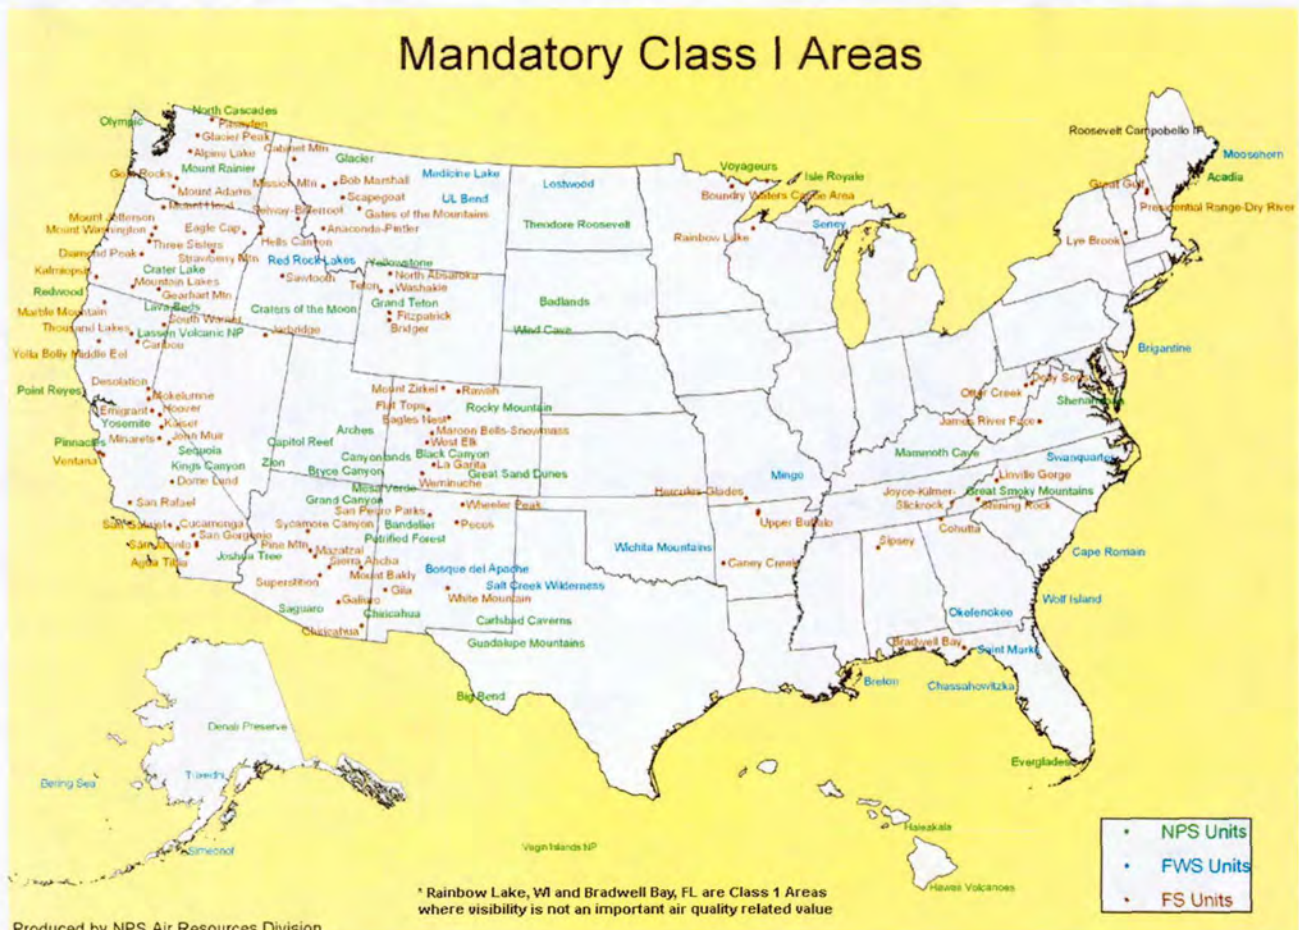 Mandatory Class I Areas
North Cascades
Pasayten
Olympic
Glacier Peak
Alpine Lake
Goat Rocks
Mount Rainier
Mount Adams
Mount Hood
Cabinet Mtn
Glacier
Mission Mtn
Bob Marshall
Scapegoat
Gates of the Mountains
Selway-Bitterroot
Anaconda-Pintler
Medicine Lake
UL Bend
Lostwood
Theodore Roosevelt
Voyageurs
Isle Royale
Boundry Waters Canoe Area
Rainbow Lake
Seney
Roosevelt Campobello IP
Moosehorn
Acadia
Great Gulf
Presidential Range-Dry River
Lye Brook
Mount Jefferson
Mount Washington
Three Sisters
Diamond Peak
Eagle Cap
Hells Canyon
Strawberry Mtn
Red Rock Lakes
Sawtooth
Kalmiopsis
Crater Lake
Mountain Lakes
Gearhart Mtn
Redwood
Lava Beds
Marble Mountain
South Warner
Thousand Lakes
Lassen Volcanic NP
Caribou
Yolla Bolly Middle Eel
Craters of the Moon
Jarbridge
Yellowstone
North Absaroka
Teton
Washakie
Grand Teton
Fitzpatrick
Bridger
Badlands
Wind Cave
Brigantine
Point Reyes
Desolation
Mokelumne
Emigrant
Hoover
Yosemite
Kaiser
Pinnacles
Minarets
John Muir
Ventana
Sequoia
Kings Canyon
Dome Land
San Rafael
San Gabriel
Cucamonga
San Gorgonio
San Jacinto
Agua Tibia
Joshua Tree
Mount Zirkel
Rawah
Flat Tops
Rocky Mountain
Eagles Nest
Maroon Bells-Snowmass
West Elk
Arches
Capitol Reef
Canyonlands
Black Canyon
La Garita
Zion
Bryce Canyon
Great Sand Dunes
Weminuche
Mesa Verde
Grand Canyon
San Pedro Parks
Wheeler Peak
Sycamore Canyon
Bandelier
Pecos
Petrified Forest
Pine Mtn
Mazatzal
Sierra Ancha
Mount Baldy
Superstition
Gila
Galiuro
Saguaro
Chiricahua
Chiricahua
Bosque del Apache
Salt Creek Wilderness
White Mountain
Carlsbad Caverns
Guadalupe Mountains
Big Bend
Wichita Mountains
Caney Creek
Hercules-Glades
Upper Buffalo
Mingo
Mammoth Cave
Otter Creek
Dolly Sods
Shenandoah
James River Face
Swanquarter
Linville Gorge
Joyce-Kilmer-
Slickrock
Great Smoky Mountains
Shining Rock
Cohutta
Sipsey
Cape Romain
Wolf Island
Okefenokee
Bradwell Bay
Saint Marks
Breton
Chassahowitzka
Everglades
Denali Preserve
Bering Sea
Tuxedni
Simeonof
Virgin Islands NP
Haleakala
Hawaii Volcanoes
NPS Units
FWS Units
FS Units
* Rainbow Lake, WI and Bradwell Bay, FL are Class 1 Areas
where visibility is not an important air quality related value
Produced by NPS Air Resources Division